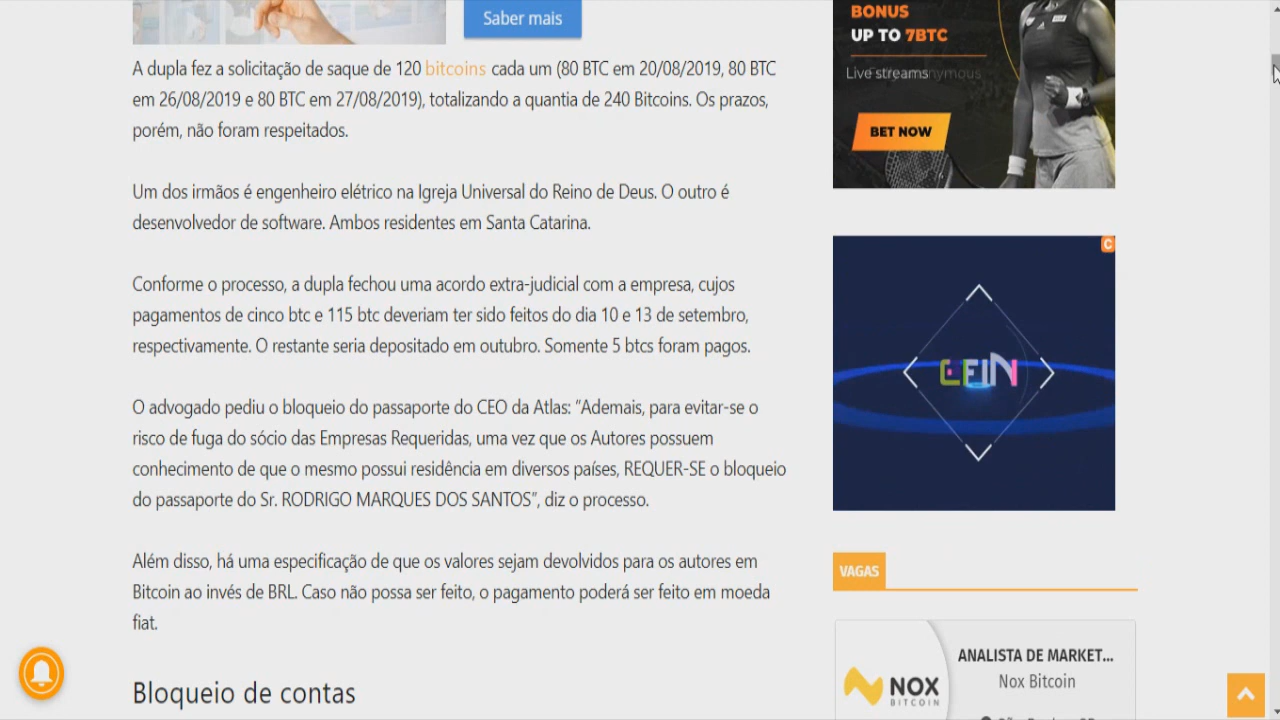 Saber mais
A dupla fez a solicitação de saque de 120 bitcoins cada um (80 BTC em 20/08/2019, 80 BTC
em 26/08/2019 e 80 BTC em 27/08/2019), totalizando a quantia de 240 Bitcoins. Os prazos,
porém, não foram respeitados.
Um dos irmãos é engenheiro elétrico na Igreja Universal do Reino de Deus. O outro é
desenvolvedor de software. Ambos residentes em Santa Catarina.
Conforme o processo, a dupla fechou uma acordo extra-judicial com a empresa, cujos
pagamentos de cinco btc e 115 btc deveriam ter sido feitos do dia 10 e 13 de setembro,
respectivamente. O restante seria depositado em outubro. Somente 5 btcs foram pagos.
O advogado pediu o bloqueio do passaporte do CEO da Atlas: “Ademais, para evitar-se o
risco de fuga do sócio das Empresas Requeridas, uma vez que os Autores possuem
conhecimento de que o mesmo possui residência em diversos países, REQUER-SE o bloqueio
do passaporte do Sr. RODRIGO MARQUES DOS SANTOS”, diz o processo.
Além disso, há uma especificação de que os valores sejam devolvidos para os autores em
Bitcoin ao invés de BRL. Caso não possa ser feito, o pagamento poderá ser feito em moeda
fiat.
Bloqueio de contas
BONUS
UP TO 7BTC
Live streams
BET NOW
C
VAGAS
ANALISTA DE MARKET...
Nox Bitcoin
NOX
BITCOIN